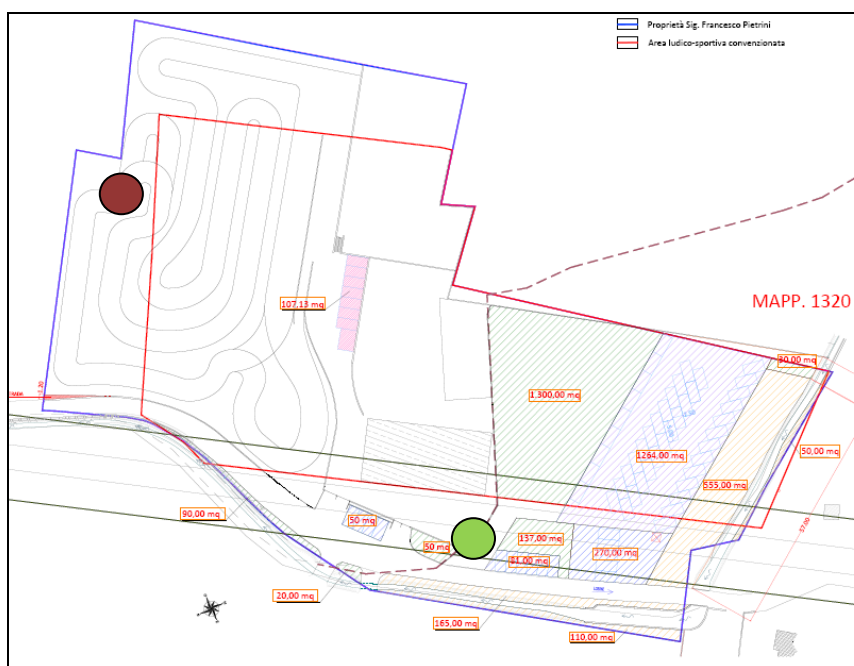 Proprietà Sig. Francesco Pietrini
Area ludico-sportiva convenzionata
MAPP. 1320
107,13 mq
30,00 mq
1.300,00 mq
1264,00 mq
50,00 mq
555,00 mq
90,00 mq
50 mq
50 mq
137,00 mq
81,00 mq
270,00 mq
20,00 mq
165,00 mq
110,00 mq